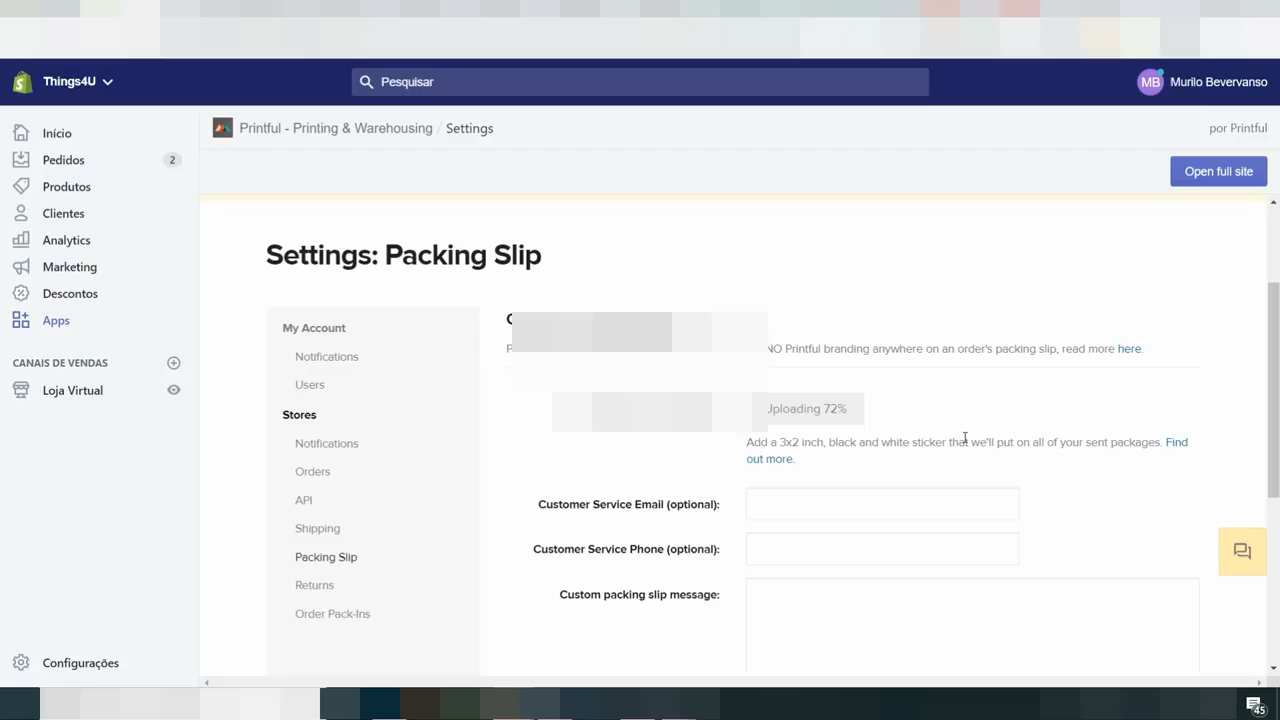 Things4U
Pesquisar
MB
Murilo Bevervanso
Início
Pedidos
2
Produtos
Clientes
Analytics
Marketing
Descontos
Apps
CANAIS DE VENDAS
Loja Virtual
Configurações
Printful - Printing & Warehousing / Settings
por Printful
Open full site
Settings: Packing Slip
My Account
Notifications
Users
Stores
Notifications
Orders
API
Shipping
Packing Slip
Returns
Order Pack-Ins
NO Printful branding anywhere on an order's packing slip, read more here.
Uploading 72%
Add a 3x2 inch, black and white sticker that we'll put on all of your sent packages. Find
out more.
Customer Service Email (optional):
Customer Service Phone (optional):
Custom packing slip message:
45